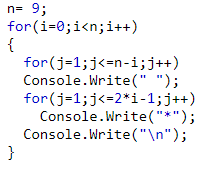 n= 9;
for(i=0;i<n;i++)
{
  for(j=1;j<=n-i;j++)
  Console.Write(" ");
  for(j=1;j<=2*i-1;j++)
    Console.Write("*");
  Console.Write("\n");
}